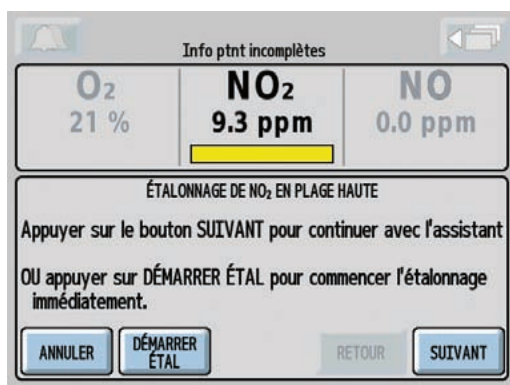 Info ptnt incomplètes
O₂ NO₂ NO
21 % 9.3 ppm 0.0 ppm
ÉTALONNAGE DE NO₂ EN PLAGE HAUTE
Appuyer sur le bouton SUIVANT pour continuer avec l'assistant
OU appuyer sur DÉMARRER ÉTAL pour commencer l'étalonnage
immédiatement.
ANNULER
DÉMARRER
ÉTAL
RETOUR
SUIVANT